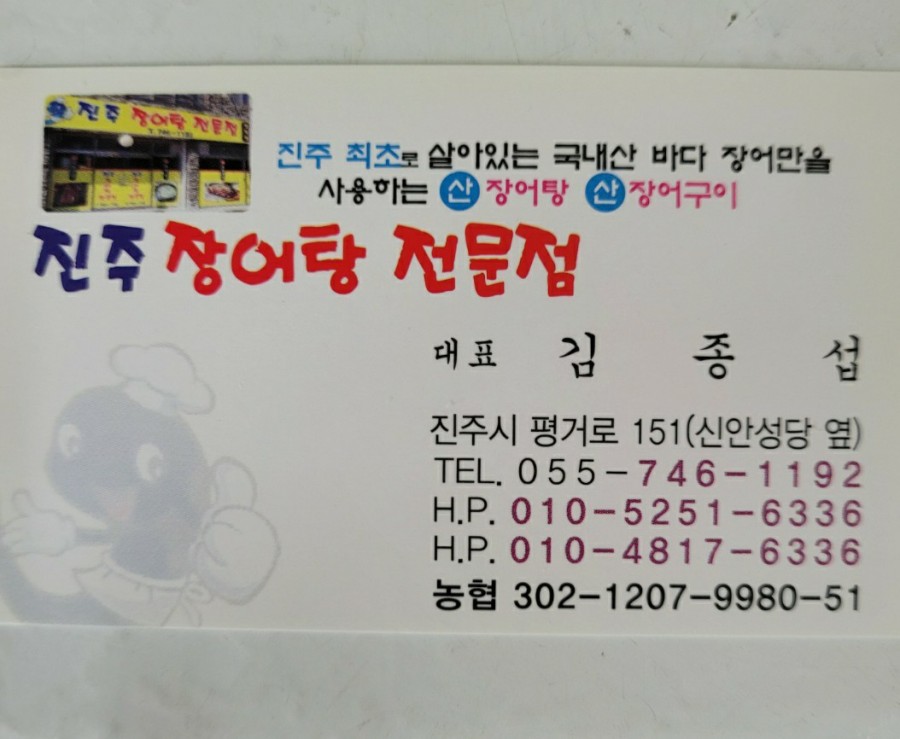 진주 장어탕 전문점
진주 최초로 살아있는 국내산 바다 장어만을
사용하는 산 장어탕 산 장어구이
진주 장어탕 전문점
대표 김 종 섭
진주시 평거로 151(신안성당 옆)
TEL. 055-746-1192
H.P. 010-5251-6336
H.P. 010-4817-6336
농협 302-1207-9980-51